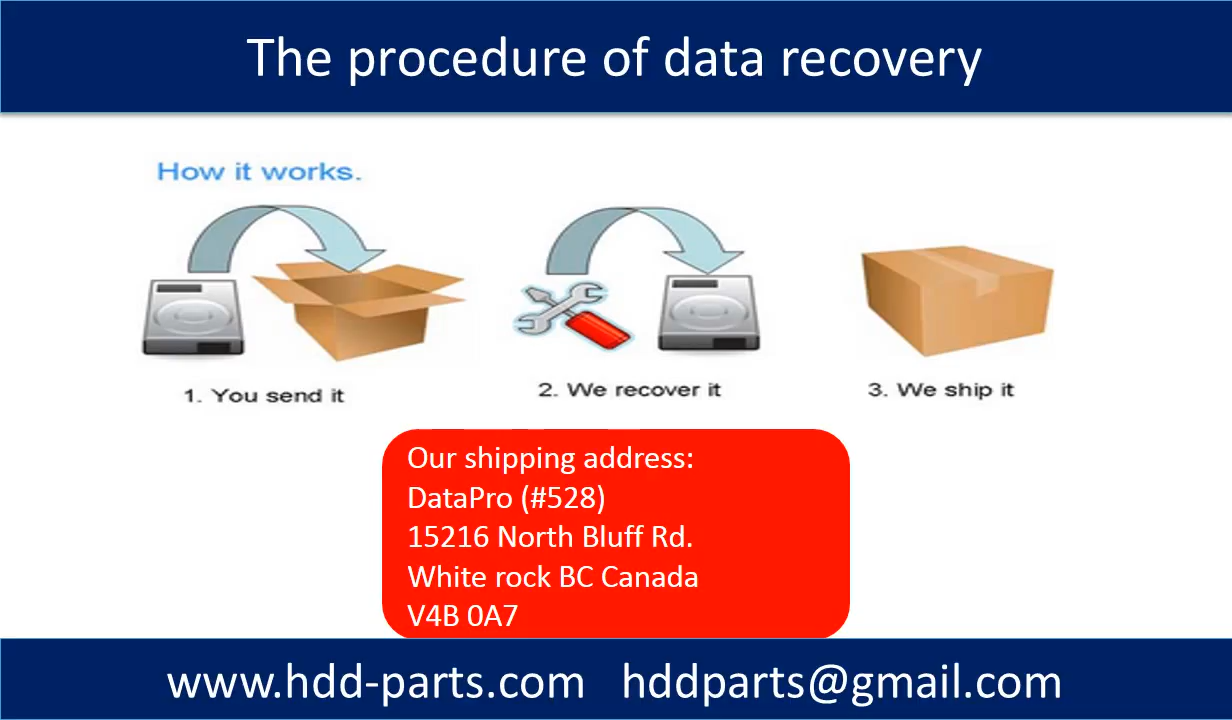 The procedure of data recovery
How it works.
1. You send it
2. We recover it
3. We ship it
Our shipping address:
DataPro (#528)
15216 North Bluff Rd.
White rock BC Canada
V4B 0A7
www.hdd-parts.com hddparts@gmail.com